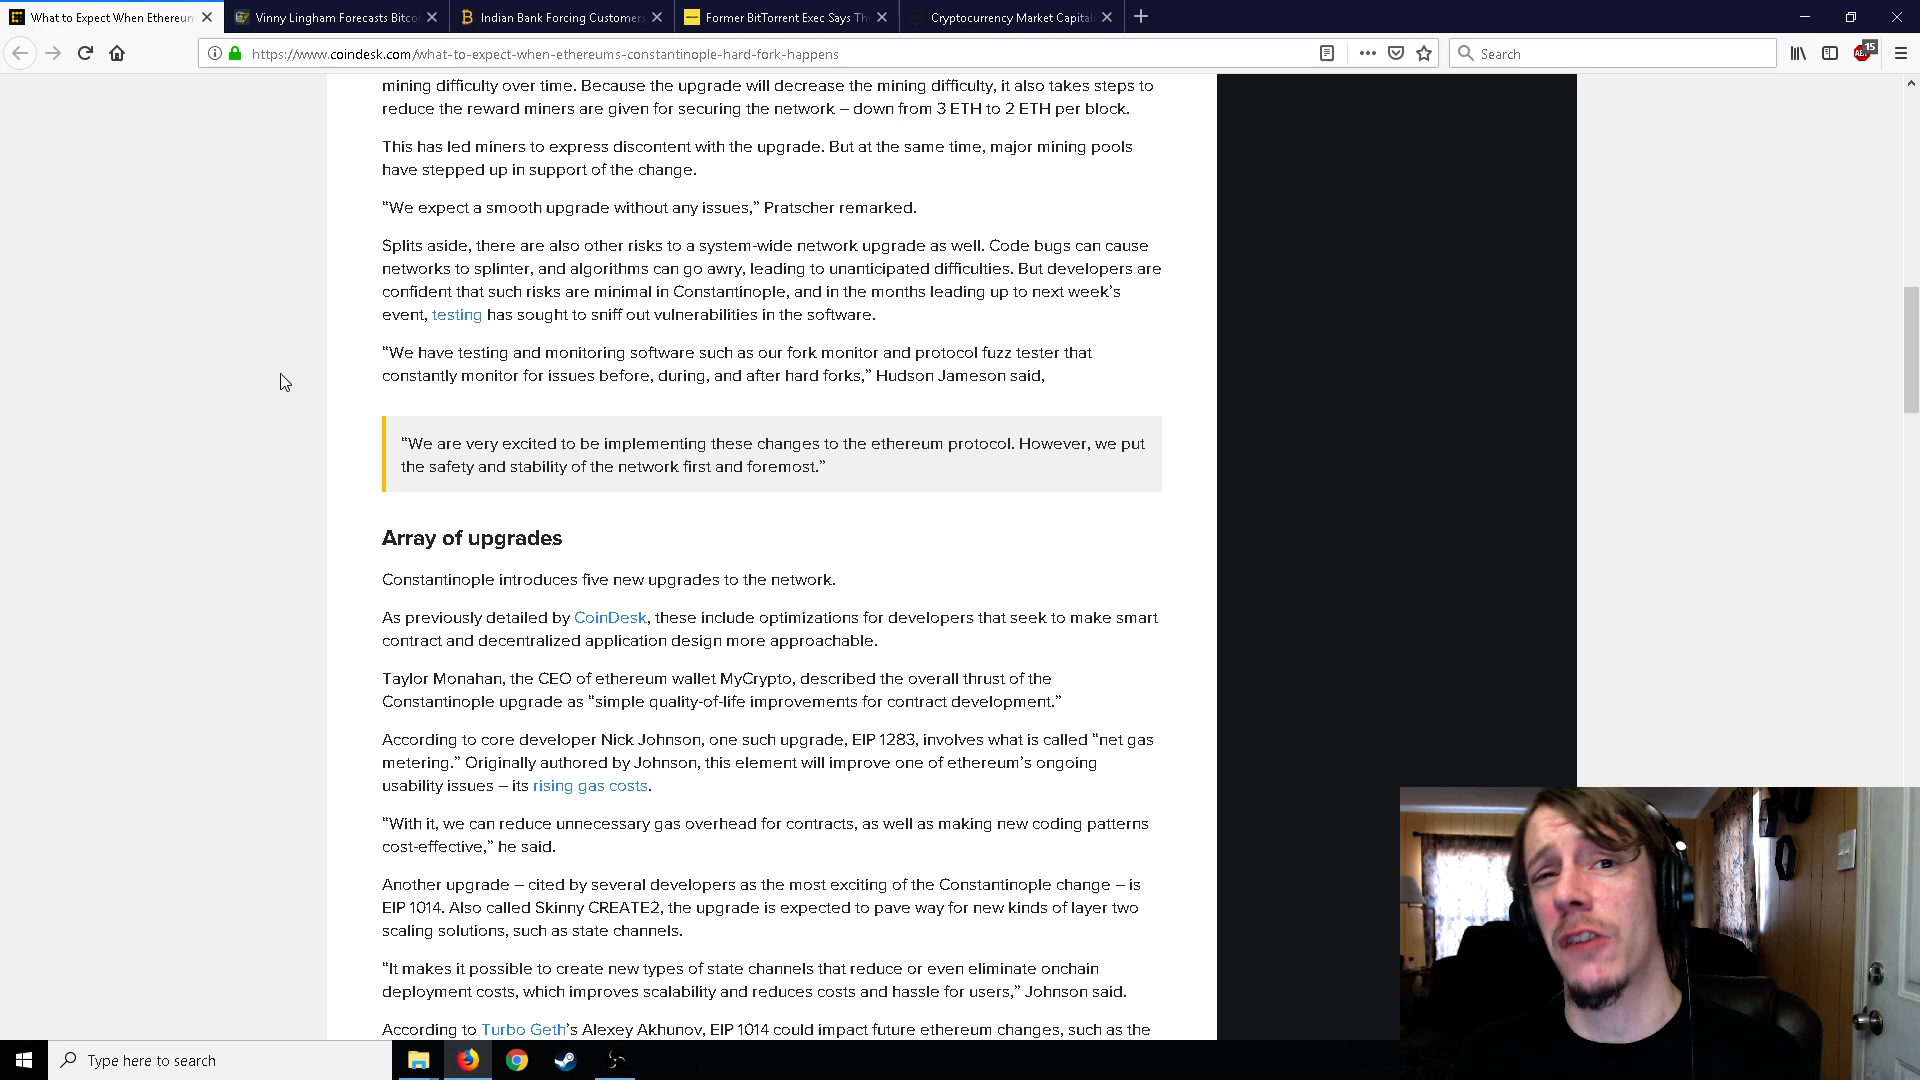 What to Expect When Ethereum
Vinny Lingham Forecasts Bitco
Indian Bank Forcing Customers
Former BitTorrent Exec Says Th
Cryptocurrency Market Capital
https://www.coindesk.com/what-to-expect-when-ethereums-constantinople-hard-fork-happens
Search
15
mining difficulty over time. Because the upgrade will decrease the mining difficulty, it also takes steps to
reduce the reward miners are given for securing the network – down from 3 ETH to 2 ETH per block.
This has led miners to express discontent with the upgrade. But at the same time, major mining pools
have stepped up in support of the change.
“We expect a smooth upgrade without any issues,” Pratscher remarked.
Splits aside, there are also other risks to a system-wide network upgrade as well. Code bugs can cause
networks to splinter, and algorithms can go awry, leading to unanticipated difficulties. But developers are
confident that such risks are minimal in Constantinople, and in the months leading up to next week’s
event, testing has sought to sniff out vulnerabilities in the software.
“We have testing and monitoring software such as our fork monitor and protocol fuzz tester that
constantly monitor for issues before, during, and after hard forks,” Hudson Jameson said,
“We are very excited to be implementing these changes to the ethereum protocol. However, we put
the safety and stability of the network first and foremost.”
Array of upgrades
Constantinople introduces five new upgrades to the network.
As previously detailed by CoinDesk, these include optimizations for developers that seek to make smart
contract and decentralized application design more approachable.
Taylor Monahan, the CEO of ethereum wallet MyCrypto, described the overall thrust of the
Constantinople upgrade as “simple quality-of-life improvements for contract development.”
According to core developer Nick Johnson, one such upgrade, EIP 1283, involves what is called “net gas
metering.” Originally authored by Johnson, this element will improve one of ethereum’s ongoing
usability issues – its rising gas costs.
“With it, we can reduce unnecessary gas overhead for contracts, as well as making new coding patterns
cost-effective,” he said.
Another upgrade – cited by several developers as the most exciting of the Constantinople change – is
EIP 1014. Also called Skinny CREATE2, the upgrade is expected to pave way for new kinds of layer two
scaling solutions, such as state channels.
“It makes it possible to create new types of state channels that reduce or even eliminate onchain
deployment costs, which improves scalability and reduces costs and hassle for users,” Johnson said.
According to Turbo Geth’s Alexey Akhunov, EIP 1014 could impact future ethereum changes, such as the
Type here to search